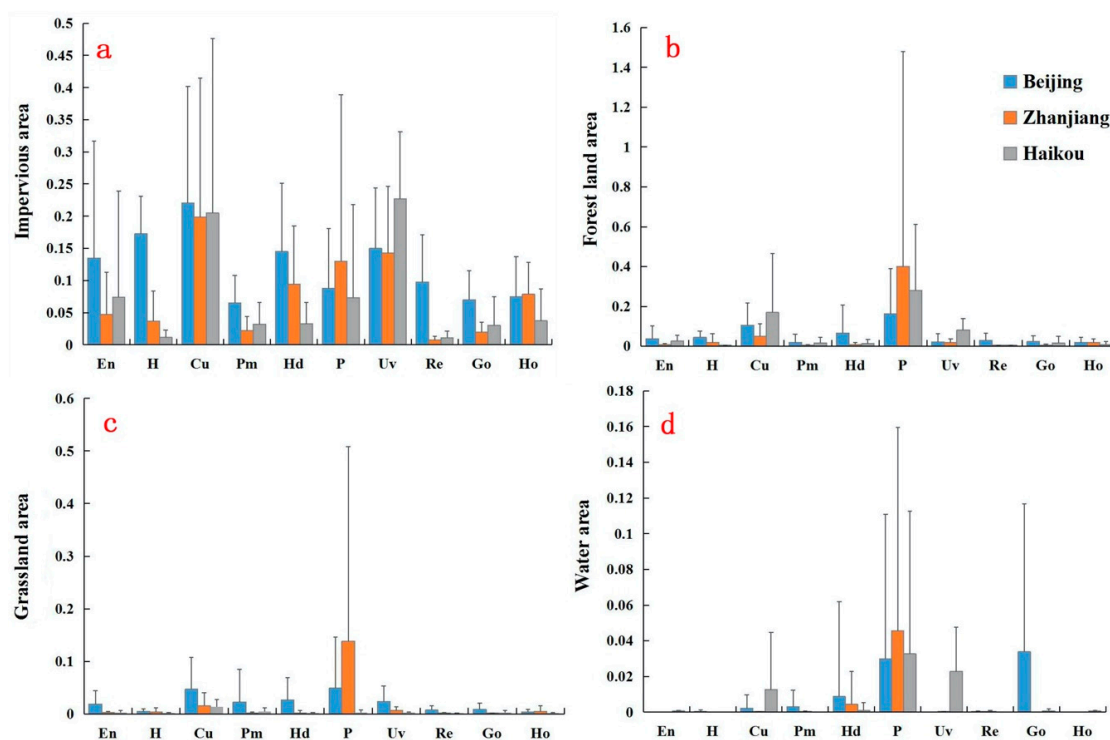 a
Impervious area
0.5
0.45
0.4
0.35
0.3
0.25
0.2
0.15
0.1
0.05
0
En H Cu Pm Hd P Uv Re Go Ho
b
Forest land area
1.6
1.4
1.2
1
0.8
0.6
0.4
0.2
0
En H Cu Pm Hd P Uv Re Go Ho
Beijing
Zhanjiang
Haikou
c
Grassland area
0.6
0.5
0.4
0.3
0.2
0.1
0
En H Cu Pm Hd P Uv Re Go Ho
d
Water area
0.18
0.16
0.14
0.12
0.1
0.08
0.06
0.04
0.02
0
En H Cu Pm Hd P Uv Re Go Ho